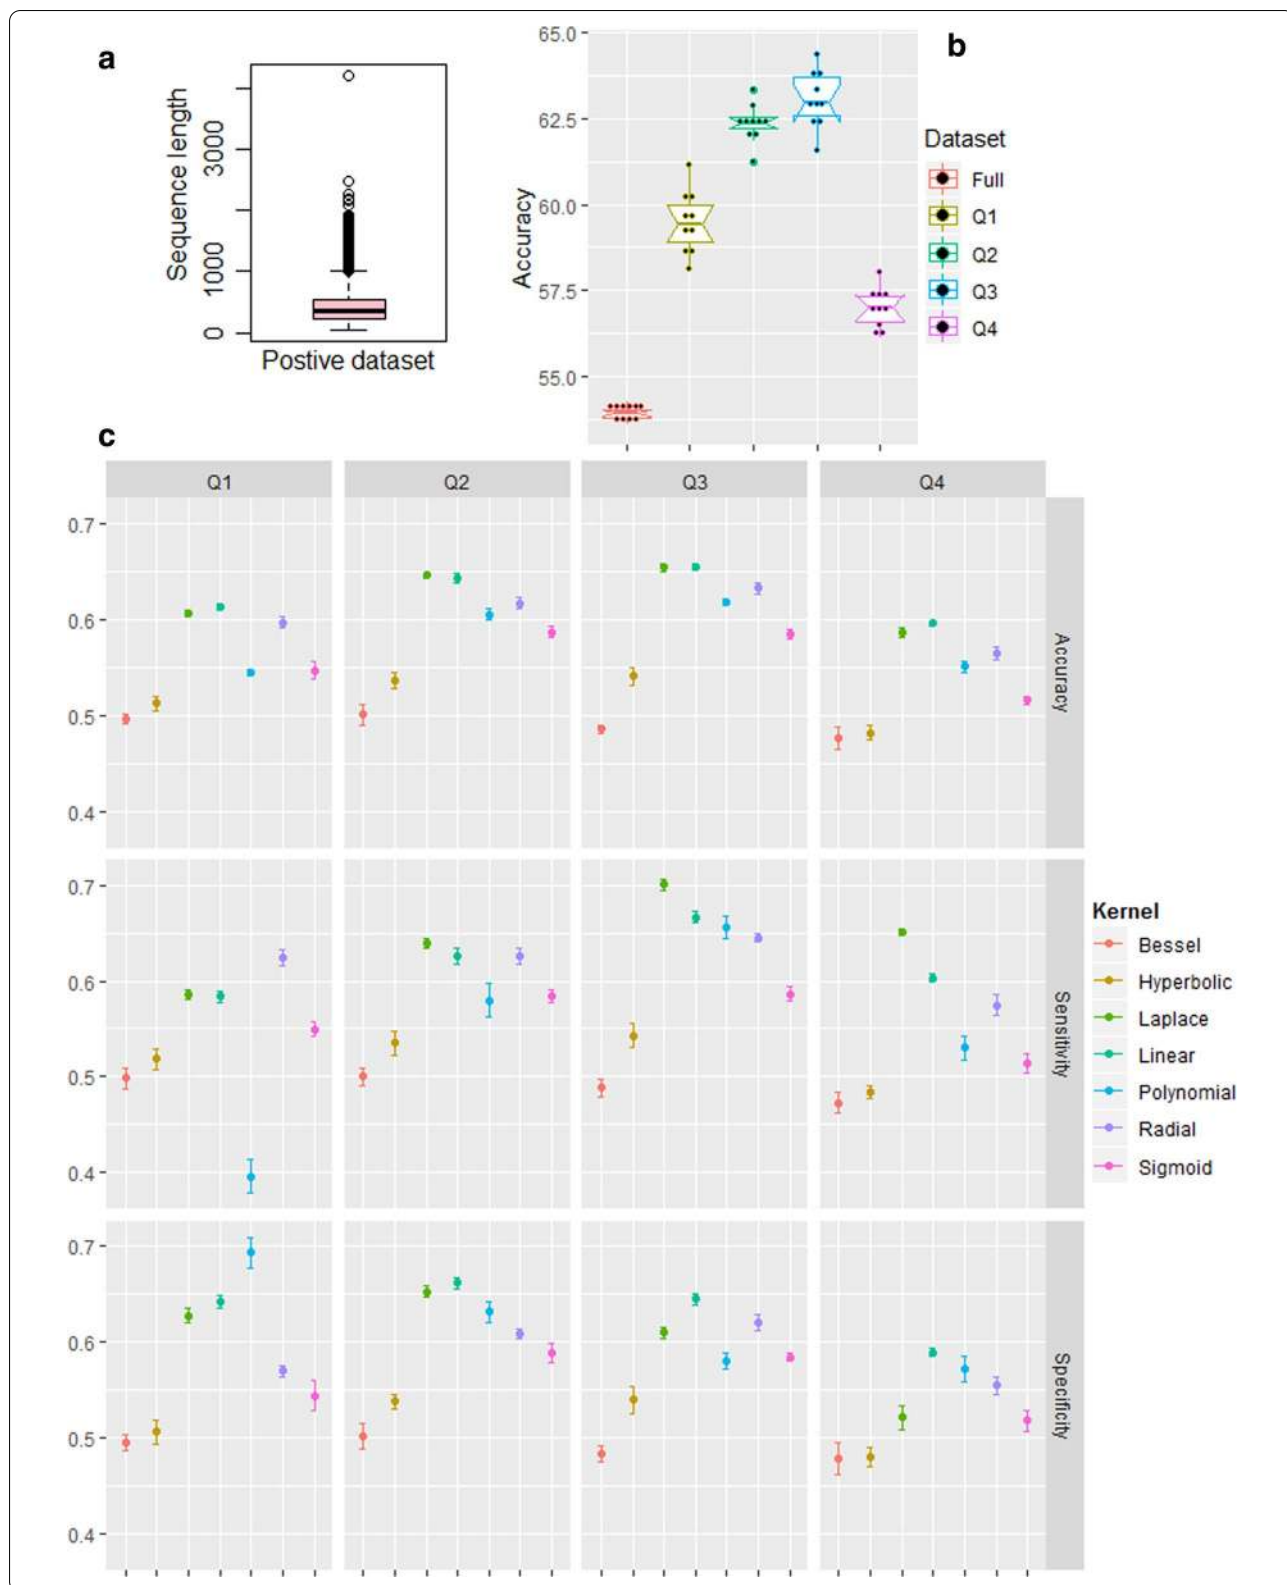 a
Sequence length
3000
1000
0
Postive dataset
b
Accuracy
65.0
62.5
60.0
57.5
55.0
Dataset
Full
Q1
Q2
Q3
Q4
c
Q1 Q2 Q3 Q4
0.7
0.6
0.5
0.4
Accuracy
0.7
0.6
0.5
0.4
Sensitivity
0.7
0.6
0.5
0.4
Specificity
Kernel
Bessel
Hyperbolic
Laplace
Linear
Polynomial
Radial
Sigmoid